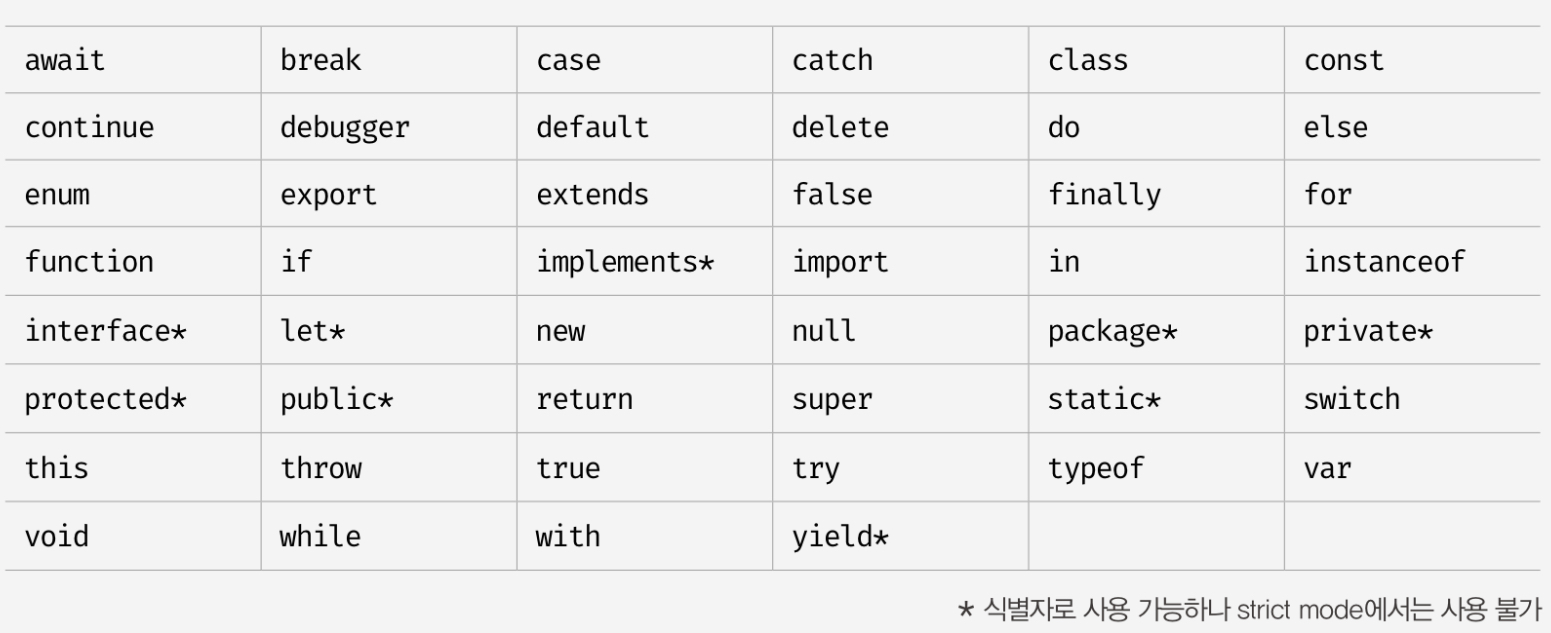 await break case catch class const
continue debugger default delete do else
enum export extends false finally for
function if implements* import in instanceof
interface* let* new null package* private*
protected* public* return super static* switch
this throw true try typeof var
void while with yield*
* 식별자로 사용 가능하나 strict mode에서는 사용 불가